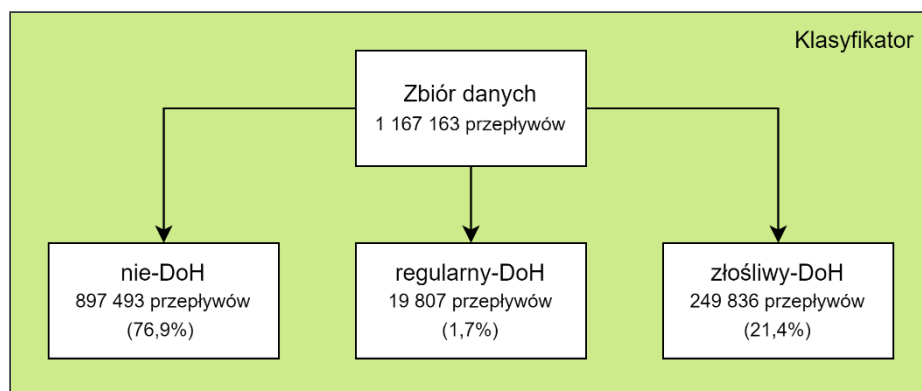 Klasyfikator
Zbiór danych
1 167 163 przepływów
nie-DoH
897 493 przepływów
(76,9%)
regularny-DoH
19 807 przepływów
(1,7%)
złośliwy-DoH
249 836 przepływów
(21,4%)